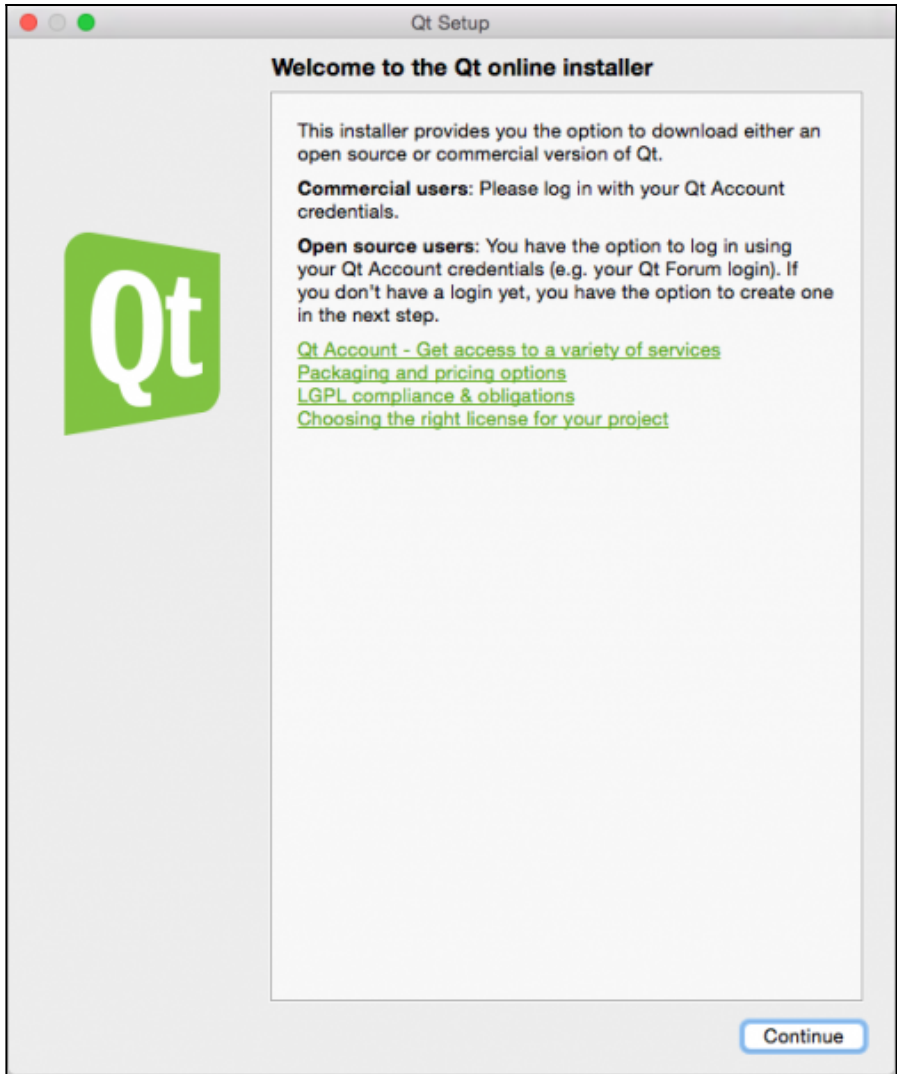 Qt Setup
Welcome to the Qt online installer
This installer provides you the option to download either an
open source or commercial version of Qt.
Commercial users: Please log in with your Qt Account
credentials.
Open source users: You have the option to log in using
your Qt Account credentials (e.g. your Qt Forum login). If
you don't have a login yet, you have the option to create one
in the next step.
Qt
Qt Account - Get access to a variety of services
Packaging and pricing options
LGPL compliance & obligations
Choosing the right license for your project
Continue